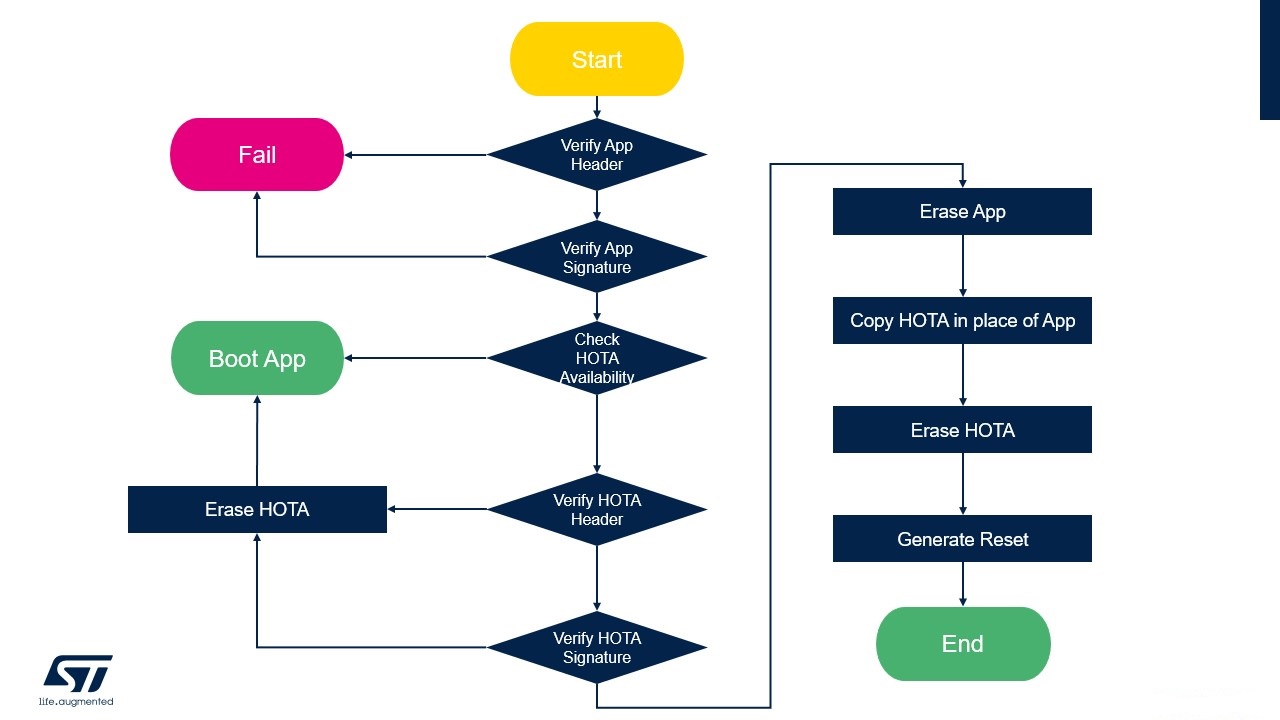 Start
Fail
Verify App
Header
Verify App
Signature
Boot App
Check
HOTA
Availability
Erase HOTA
Verify HOTA
Header
Verify HOTA
Signature
Erase App
Copy HOTA in place of App
Erase HOTA
Generate Reset
End
ST
life.augmented